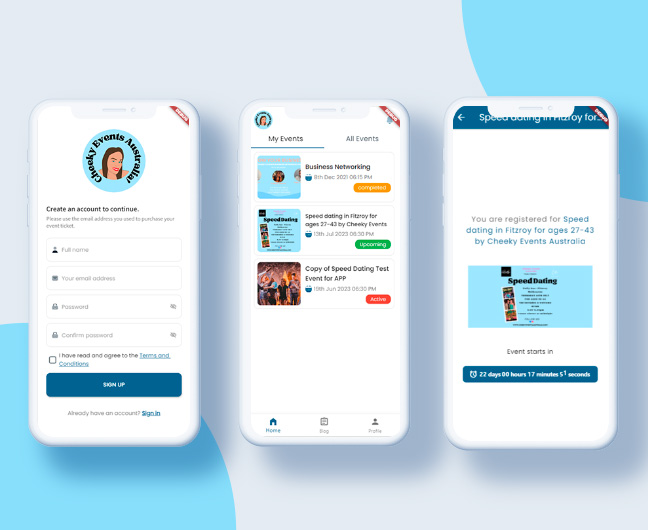 Cheeky Events Australia!
Create an account to continue.
Please use the email address you used to purchase your
event ticket.
Full name
Your email address
Password
Confirm password
I have read and agree to the Terms and
Conditions
SIGN UP
Already have an account? Sign in
My Events
All Events
Business Networking
8th Dec 2021 06:15 PM
Completed
Speed dating in Fitzroy for
ages 27-43 by Cheeky Events
13th Jul 2023 06:30 PM
Upcoming
SpeedDating
Copy of Speed Dating Test
Event for APP
19th Jun 2023 05:30 PM
Active
Home
Blog
Profile
Speed dating in Fitzroy for...
You are registered for Speed
dating in Fitzroy for ages 27-43
by Cheeky Events Australia
SpeedDating
Event starts in
22 days 00 hours 17 minutes 51 seconds